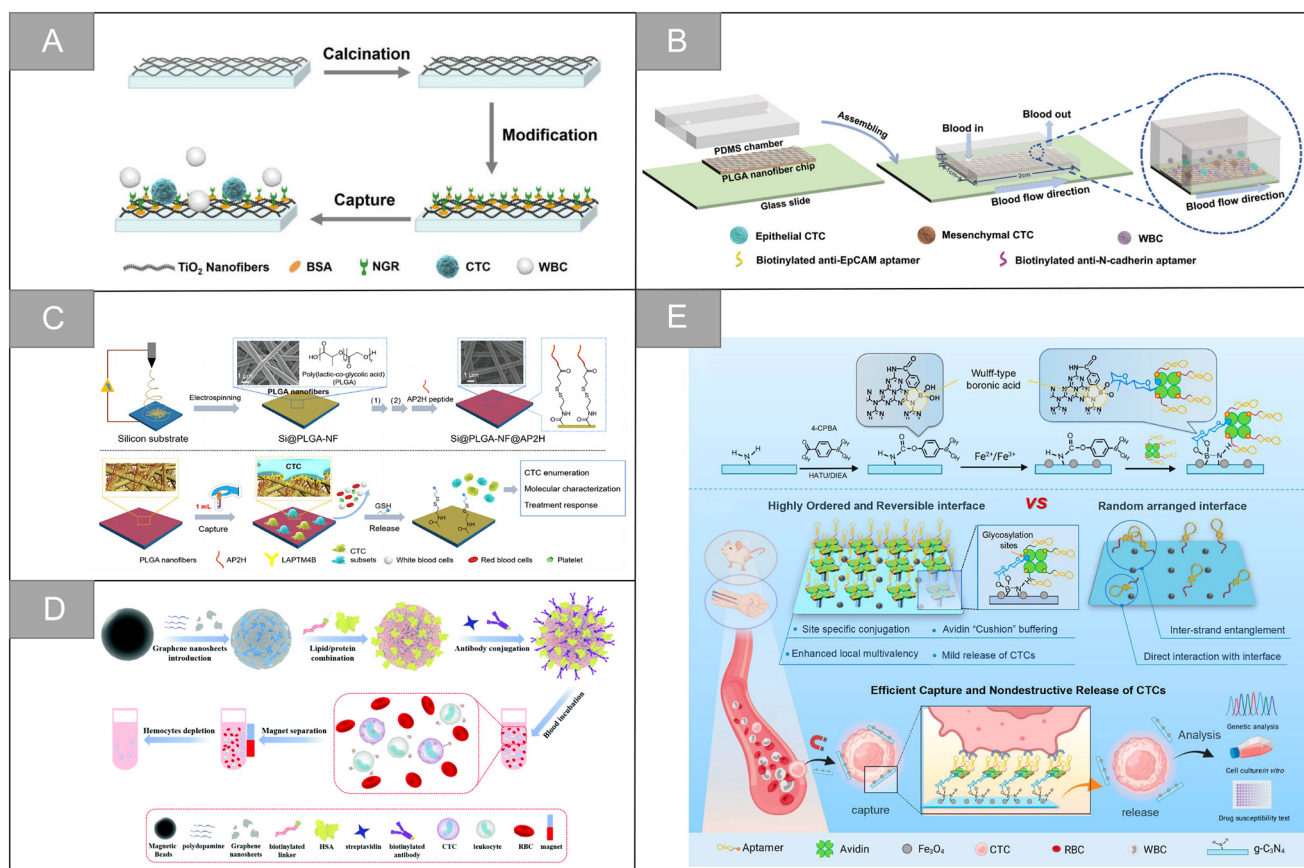 A
Calcination
Modification
Capture
TiO2 Nanofibers
BSA
NGR
CTC
WBC
B
PDMS chamber
PLGA nanofiber chip
Glass slide
Assembling
Blood in
Blood out
2cm
Blood flow direction
Blood flow direction
Epithelial CTC
Mesenchymal CTC
WBC
Biotinylated anti-EpCAM aptamer
Biotinylated anti-N-cadherin aptamer
C
Silicon substrate
Electrospinning
1 μm
Poly(lactic-co-glycolic acid)
(PLGA)
PLGA nanofibers
Si@PLGA-NF
(1)
(2)
AP2H peptide
1 μm
Si@PLGA-NF@AP2H
AP2H
AP2H
1 mL
Capture
CTC
GSH
Release
CTC enumeration
Molecular characterization
Treatment response
PLGA nanofibers
AP2H
LAPTM4B
CTC
subsets
White blood cells
Red blood cells
Platelet
D
Graphene nanosheets
introduction
Lipid/protein
combination
Antibody conjugation
Blood incubation
Magnet separation
Hemocytes depletion
Magnetic
Beads
polydopamine
Graphene
nanosheets
biotinylated
linker
HSA
streptavidin
biotinylated
antibody
CTC
leukocyte
RBC
magnet
E
Wulff-type
boronic acid
4-CPBA
HATU/DIEA
Fe2+/Fe3+
Highly Ordered and Reversible interface
VS
Random arranged interface
Glycosylation
sites
• Site specific conjugation
• Avidin "Cushion" buffering
• Enhanced local multivalency
• Mild release of CTCs
Inter-strand entanglement
Direct interaction with interface
Efficient Capture and Nondestructive Release of CTCs
capture
release
Analysis
Genetic analysis
Cell culture in vitro
Drug susceptibility test
Aptamer
Avidin
Fe3O4
CTC
RBC
WBC
g-C3N4